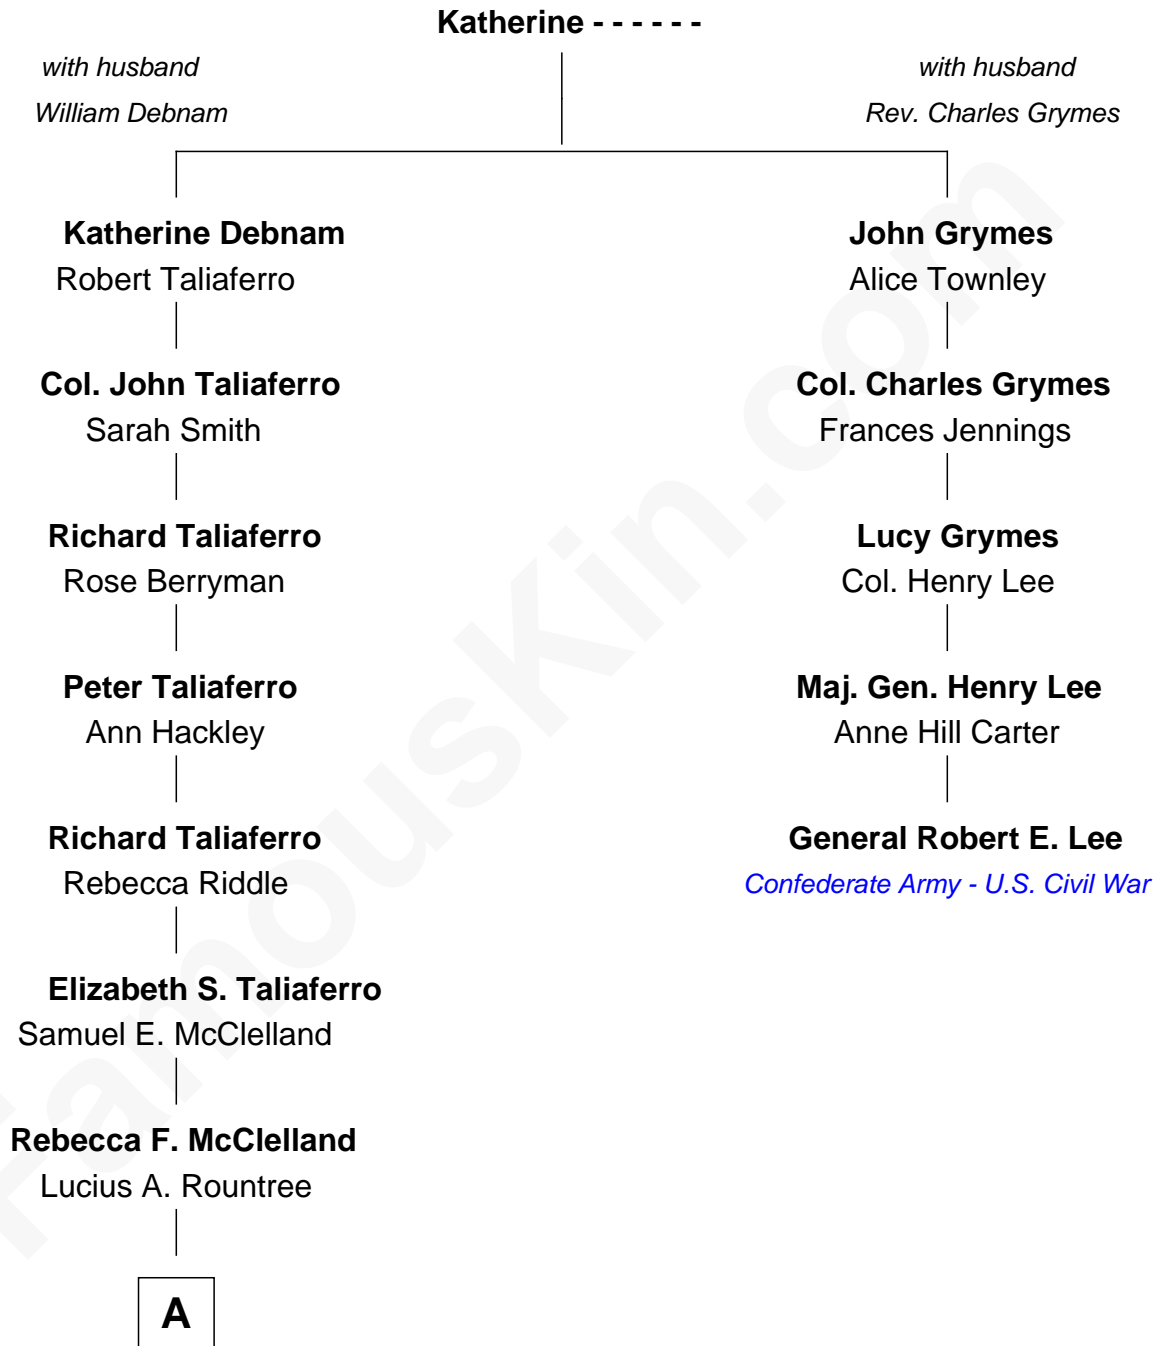 Katherine - - - - - -
with husband
William Debnam
with husband
Rev. Charles Grymes
Katherine Debnam
Robert Taliaferro
John Grymes
Alice Townley
Col. John Taliaferro
Sarah Smith
Col. Charles Grymes
Frances Jennings
Richard Taliaferro
Rose Berryman
Lucy Grymes
Col. Henry Lee
Peter Taliaferro
Ann Hackley
Maj. Gen. Henry Lee
Anne Hill Carter
Richard Taliaferro
Rebecca Riddle
General Robert E. Lee
Confederate Army - U.S. Civil War
Elizabeth S. Taliaferro
Samuel E. McClelland
Rebecca F. McClelland
Lucius A. Rountree
A
FamousKin.com